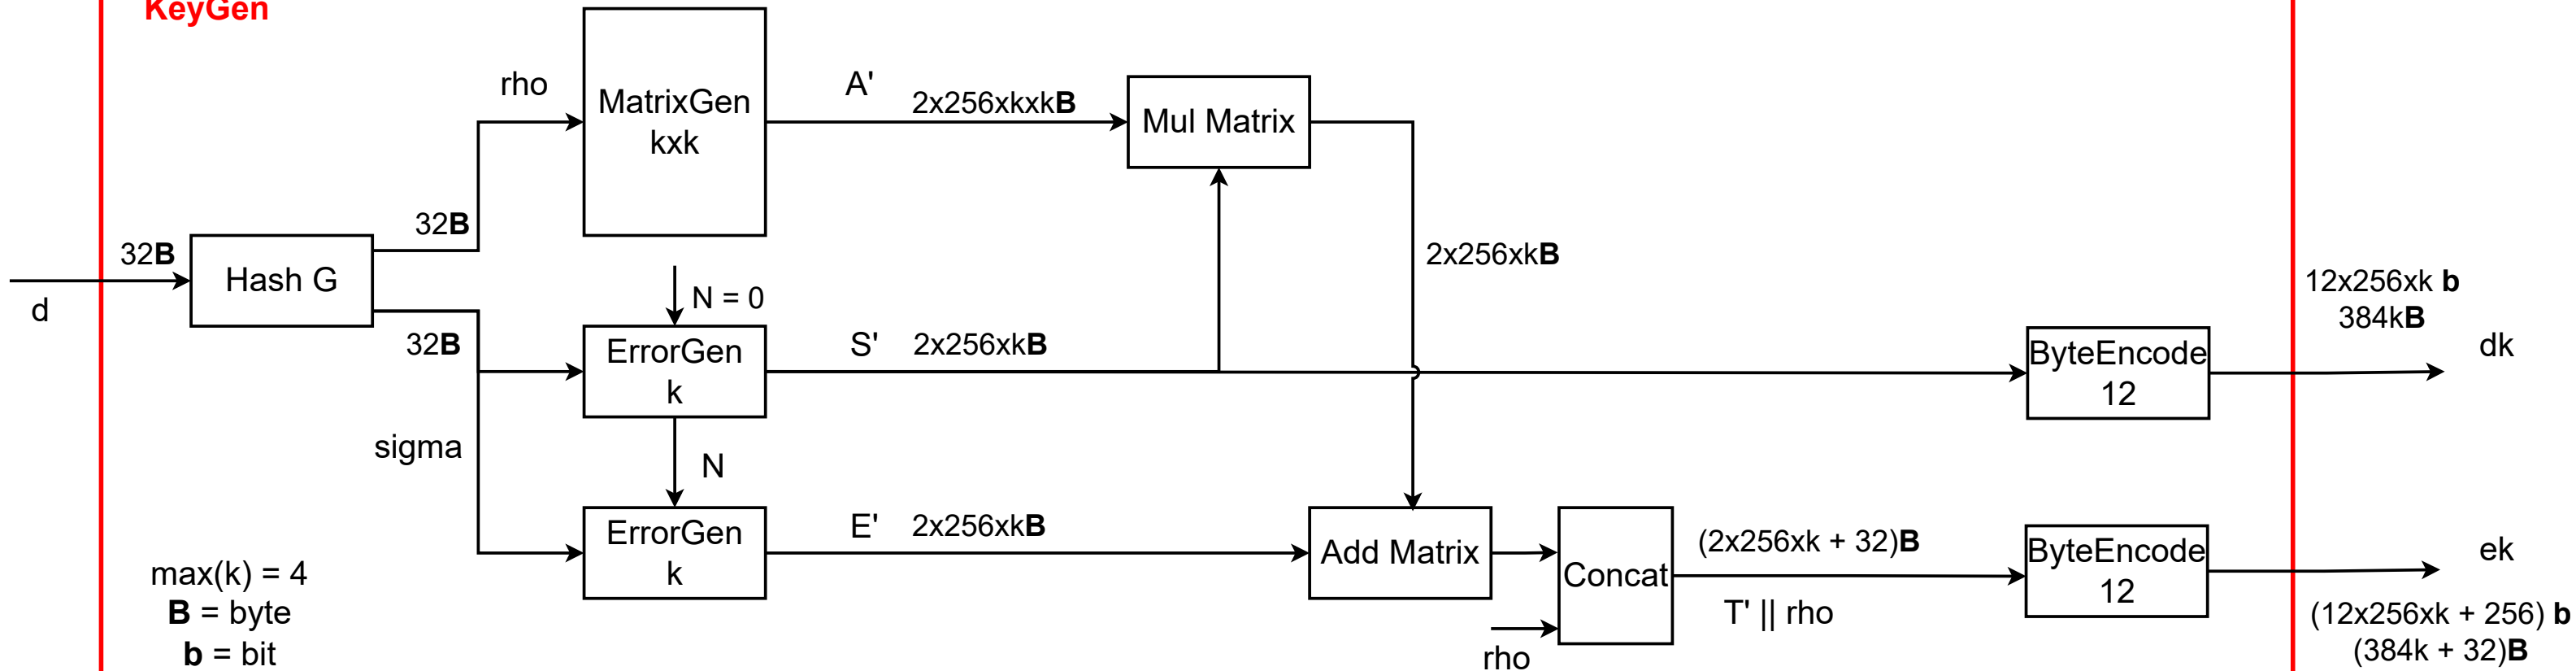 KeyGen
rho
MatrixGen
kxk
A'
2x256xkxkB
Mul Matrix
32B
32B
Hash G
d
2x256xkB
N = 0
12x256xk b
384kB
32B
ErrorGen
k
S'
2x256xkB
ByteEncode
12
dk
sigma
N
ErrorGen
k
E'
2x256xkB
Add Matrix
Concat
(2x256xk + 32)B
T' || rho
ByteEncode
12
ek
rho
(12x256xk + 256) b
(384k + 32)B
max(k) = 4
B = byte
b = bit